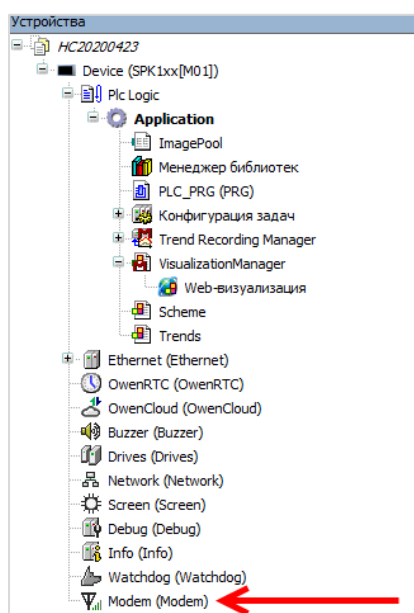 Устройства
HC20200423
Device (SPK1xx[M01])
Plc Logic
Application
ImagePool
Менеджер библиотек
PLC_PRG (PRG)
Конфигурация задач
Trend Recording Manager
VisualizationManager
Web-визуализация
Scheme
Trends
Ethernet (Ethernet)
OwenRTC (OwenRTC)
OwenCloud (OwenCloud)
Buzzer (Buzzer)
Drives (Drives)
Network (Network)
Screen (Screen)
Debug (Debug)
Info (Info)
Watchdog (Watchdog)
Modem (Modem)